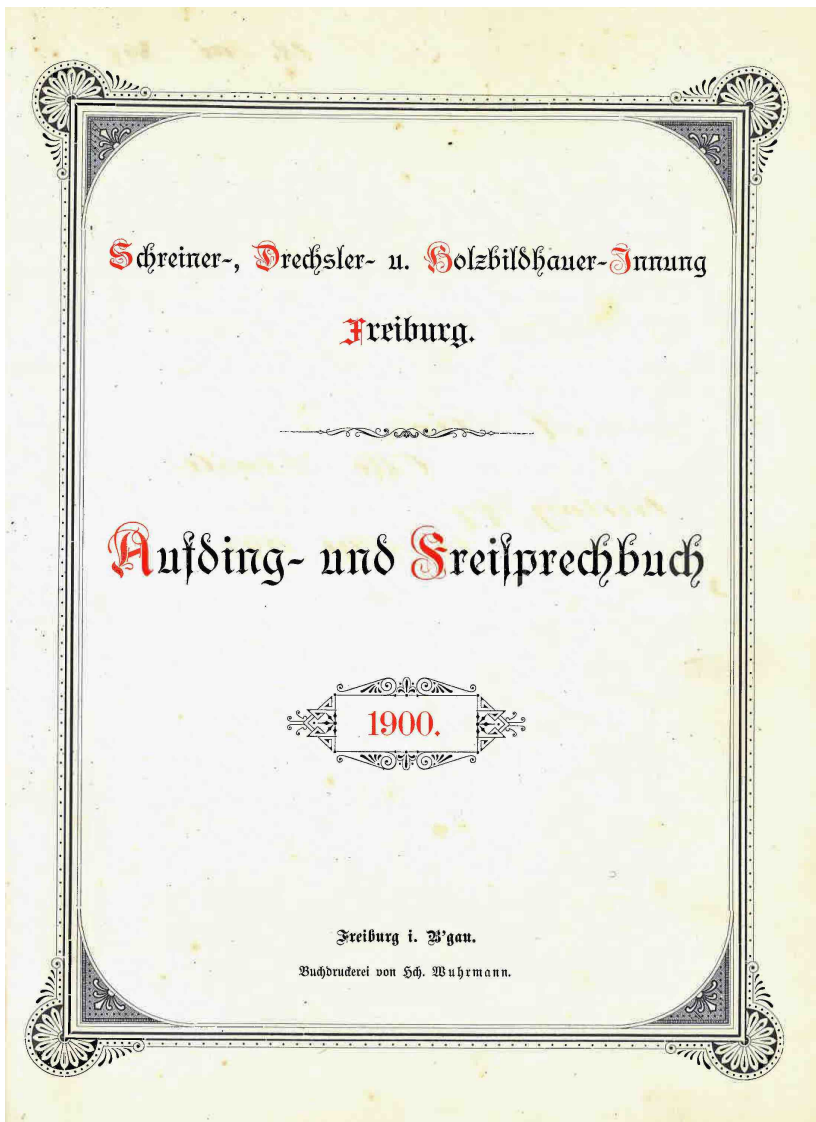 Schreiner-, Drechsler- u. Holzbildhauer-Innung
Freiburg.
Aufding- und Freisprechbuch
1900.
Freiburg i. B'gau.
Buchdruckerei von Hch. Wuhrmann.